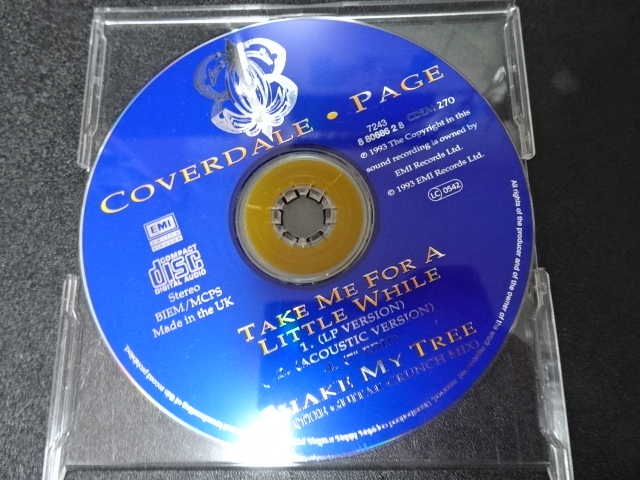 COVERDALE • PAGE
7243
8 80686 2 8 CDEM 270
℗ 1993 The Copyright in this
sound recording is owned by
EMI Records Ltd.
© 1993 EMI Records Ltd.
LC 0542
EMI
COMPACT
disc
DIGITAL AUDIO
Stereo
BIEM/MCPS
Made in the UK
TAKE ME FOR A
LITTLE WHILE
1. (LP VERSION)
2. (ACOUSTIC VERSION)
SHAKE MY TREE
CRUNCH MIX)
All rights of the producer and of the owner of the